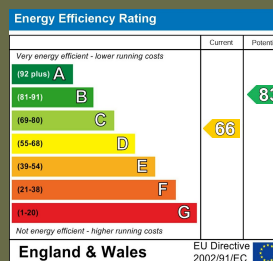 Energy Efficiency Rating
Current
Very energy efficient - lower running costs
(92 plus) A
(81-91) B
83
(69-80) C
66
(55-68) D
(39-54) E
(21-38) F
(1-20) G
Not energy efficient - higher running costs
England & Wales
EU Directive
2002/91/EC